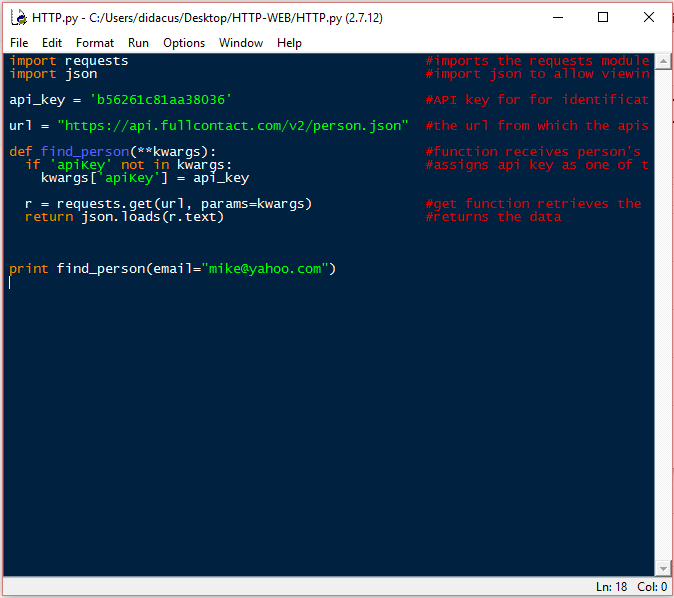 HTTP.py - C:/Users/didacus/Desktop/HTTP-WEB/HTTP.py (2.7.12)
File Edit Format Run Options Window Help
import requests #imports the requests module
import json #import json to allow viewin
api_key = 'b56261c81aa38036' #API key for for identificat
url = "https://api.fullcontact.com/v2/person.json" #the url from which the apis
def find_person(**kwargs): #function receives person's
if 'apiKey' not in kwargs: #assigns api key as one of t
kwargs['apiKey'] = api_key
r = requests.get(url, params=kwargs) #get function retrieves the
return json.loads(r.text) #returns the data
print find_person(email="mike@yahoo.com")
Ln: 18 Col: 0